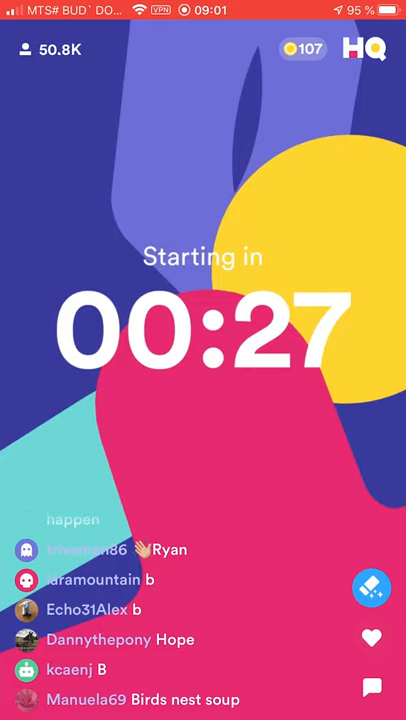 MTS# BUD` DO... VPN 09:01 95 %
50.8K 107 HQ
Starting in
00:27
happen
trivaman86 👋🏼Ryan
laramountain b
Echo31Alex b
Dannythepony Hope
kcaenj B
Manuela69 Birds nest soup